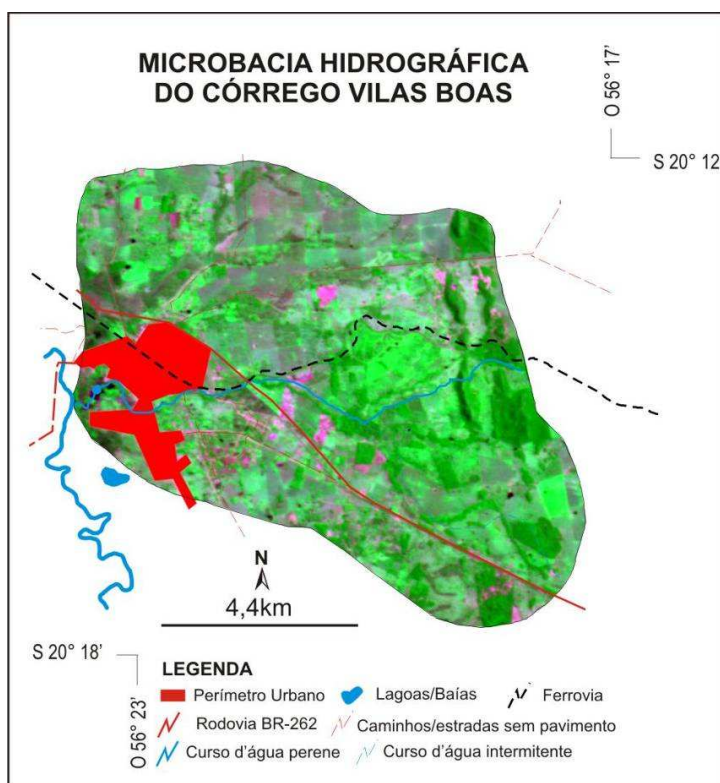 MICROBACIA HIDROGRÁFICA
DO CÓRREGO VILAS BOAS
O 56° 17'
S 20° 12
N
4,4km
S 20° 18'
O 56° 23'
LEGENDA
Perímetro Urbano
Lagoas/Baías
Ferrovia
Rodovia BR-262
Caminhos/estradas sem pavimento
Curso d'água perene
Curso d'água intermitente